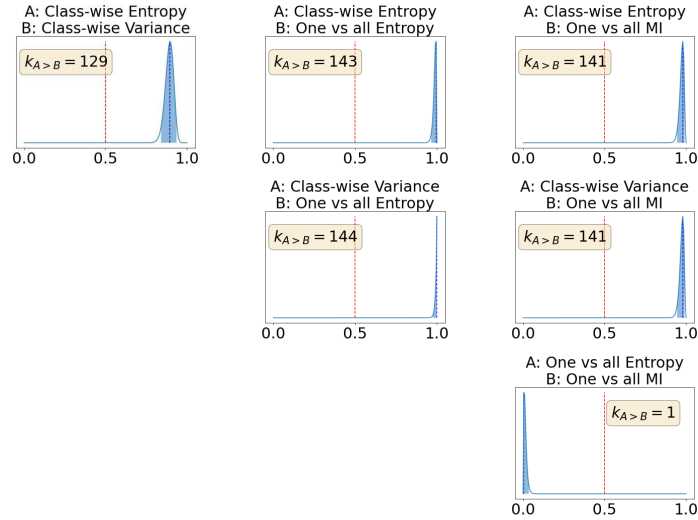 A: Class-wise Entropy
B: Class-wise Variance
k_{A>B} = 129
0.0 0.5 1.0
A: Class-wise Entropy
B: One vs all Entropy
k_{A>B} = 143
0.0 0.5 1.0
A: Class-wise Entropy
B: One vs all MI
k_{A>B} = 141
0.0 0.5 1.0
A: Class-wise Variance
B: One vs all Entropy
k_{A>B} = 144
0.0 0.5 1.0
A: Class-wise Variance
B: One vs all MI
k_{A>B} = 141
0.0 0.5 1.0
A: One vs all Entropy
B: One vs all MI
k_{A>B} = 1
0.0 0.5 1.0